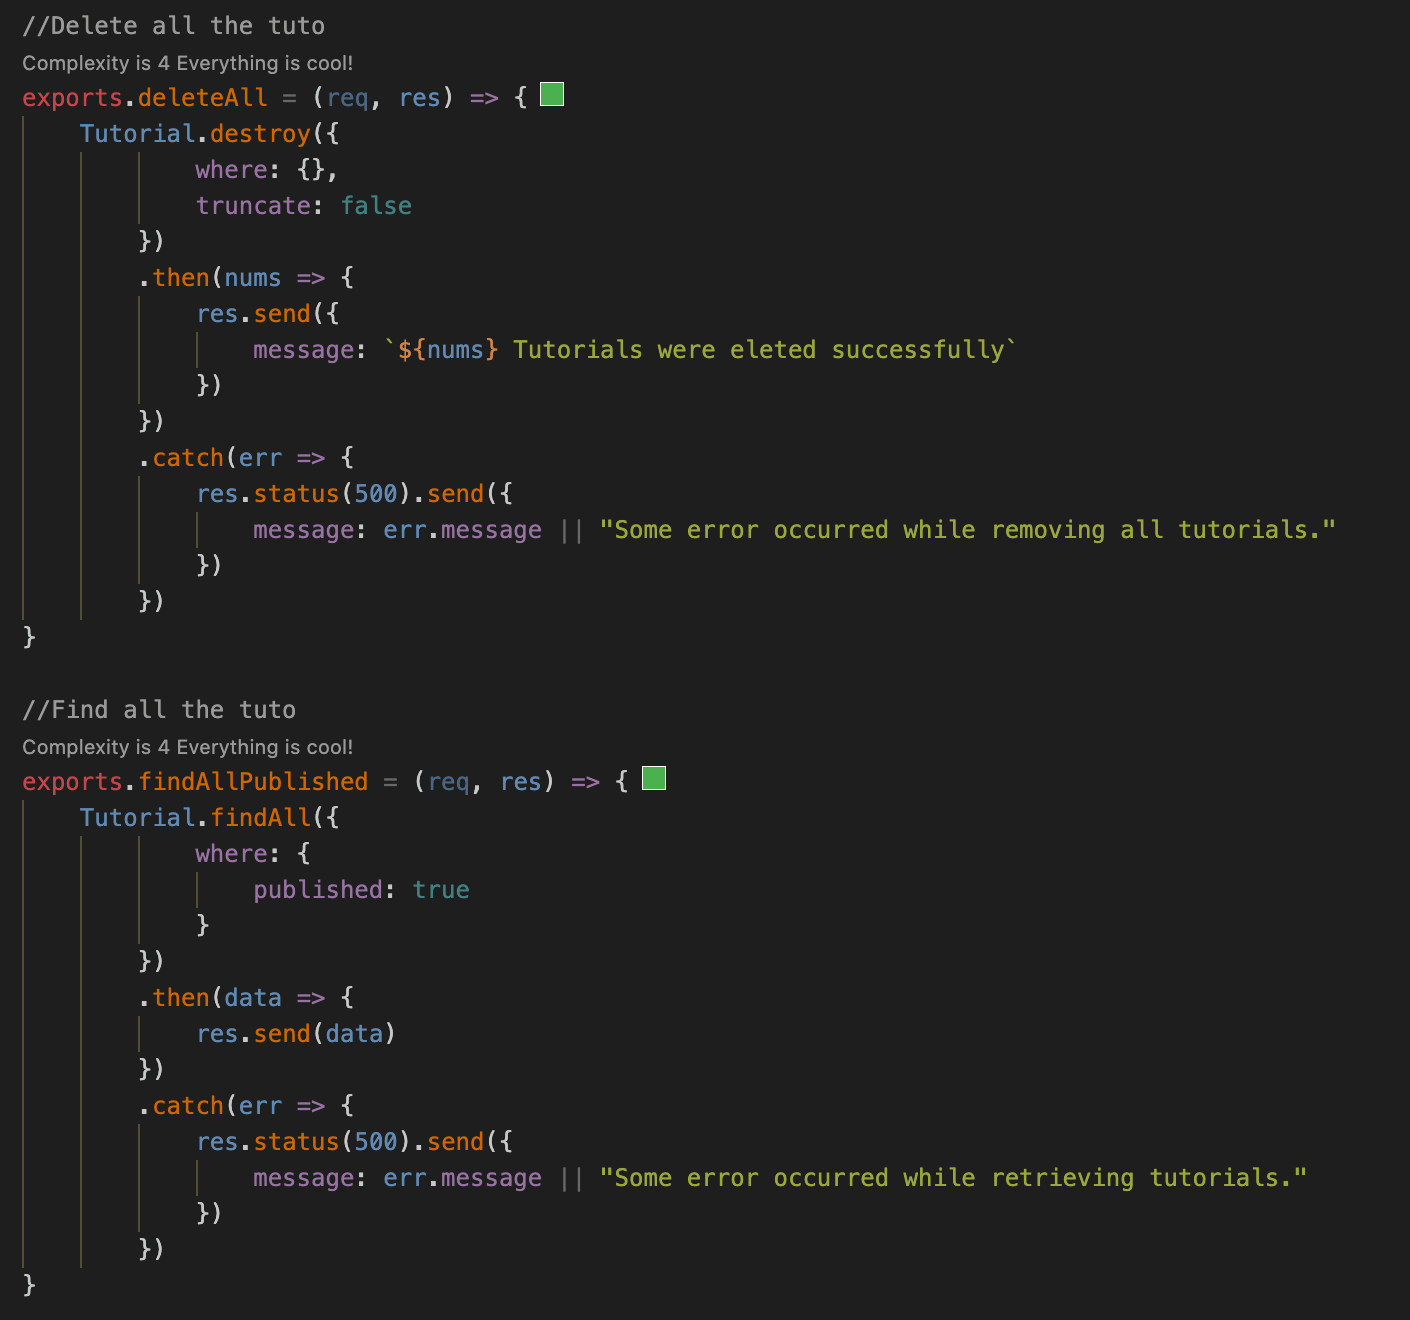 //Delete all the tuto
Complexity is 4 Everything is cool!
exports.deleteAll = (req, res) => {
Tutorial.destroy({
where: {},
truncate: false
})
.then(nums => {
res.send({
message: `${nums} Tutorials were eleted successfully`
})
})
.catch(err => {
res.status(500).send({
message: err.message || "Some error occurred while removing all tutorials."
})
})
}
//Find all the tuto
Complexity is 4 Everything is cool!
exports.findAllPublished = (req, res) => {
Tutorial.findAll({
where: {
published: true
}
})
.then(data => {
res.send(data)
})
.catch(err => {
res.status(500).send({
message: err.message || "Some error occurred while retrieving tutorials."
})
})
}